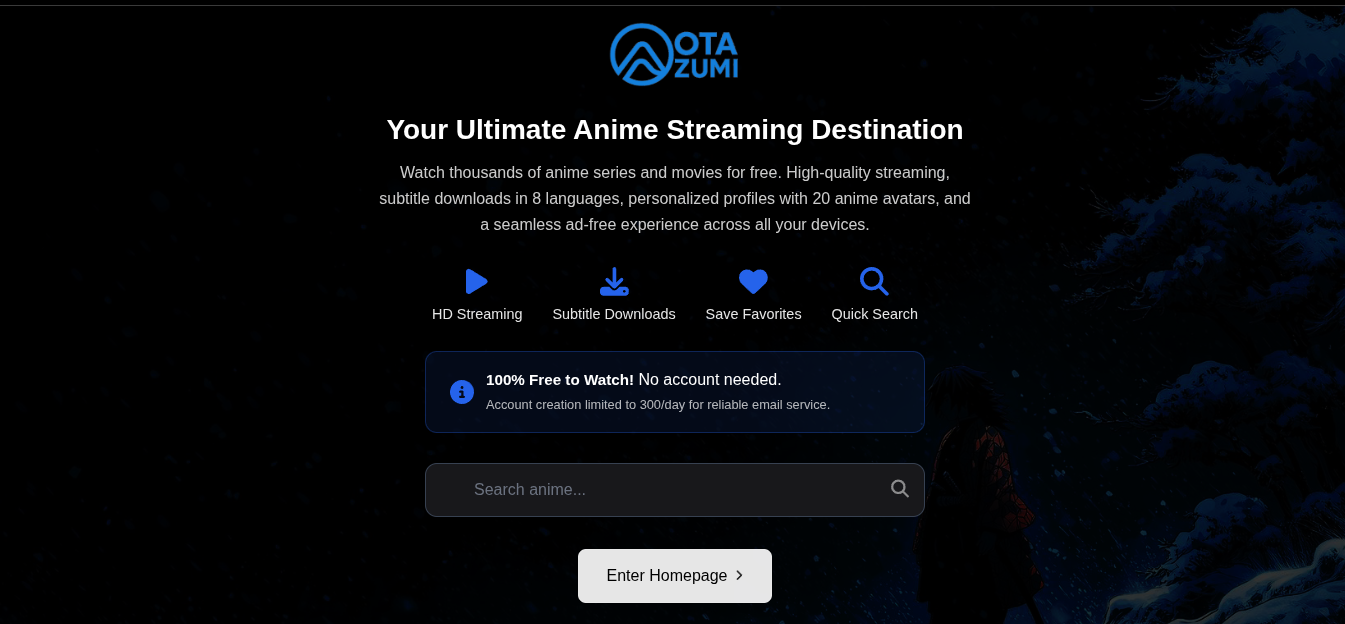 OTA
ZUMI
Your Ultimate Anime Streaming Destination
Watch thousands of anime series and movies for free. High-quality streaming,
subtitle downloads in 8 languages, personalized profiles with 20 anime avatars, and
a seamless ad-free experience across all your devices.
HD Streaming
Subtitle Downloads
Save Favorites
Quick Search
100% Free to Watch! No account needed.
Account creation limited to 300/day for reliable email service.
Search anime...
Enter Homepage